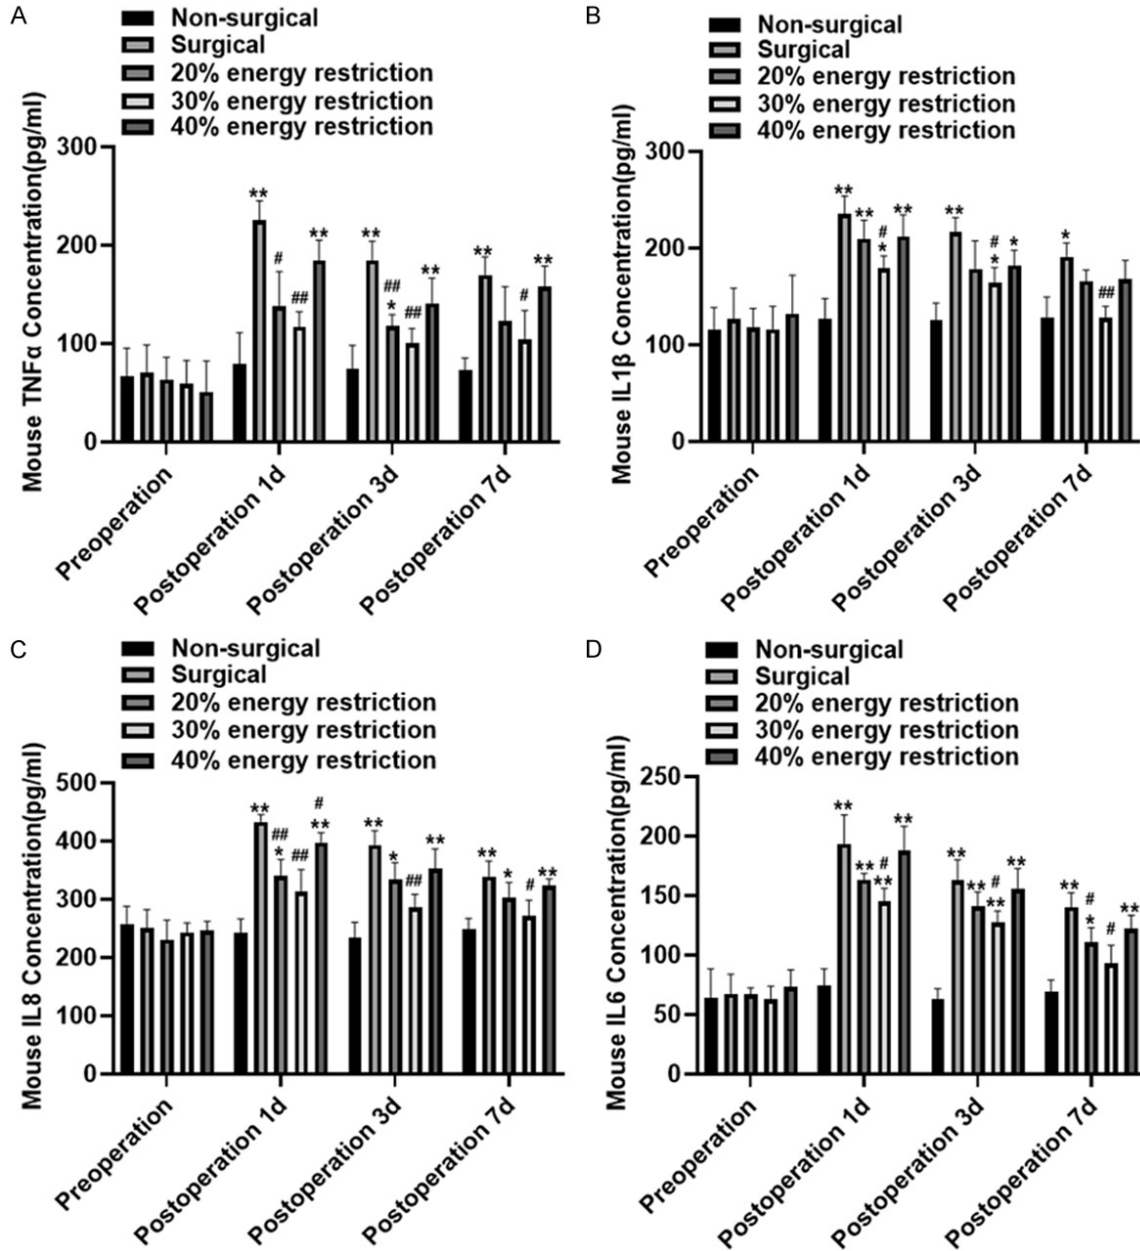 A
Non-surgical
Surgical
20% energy restriction
30% energy restriction
40% energy restriction
Mouse TNFα Concentration(pg/ml)
300
200
100
0
**
#
##
**
**
##
*
##
**
**
#
**
Preoperation
Postoperation 1d
Postoperation 3d
Postoperation 7d
B
Non-surgical
Surgical
20% energy restriction
30% energy restriction
40% energy restriction
Mouse IL1β Concentration(pg/ml)
300
200
100
0
**
**
#
*
**
**
#
*
*
*
##
Preoperation
Postoperation 1d
Postoperation 3d
Postoperation 7d
C
Non-surgical
Surgical
20% energy restriction
30% energy restriction
40% energy restriction
Mouse IL8 Concentration(pg/ml)
500
400
300
200
100
0
**
##
*
##
#
**
**
*
##
**
**
*
#
**
Preoperation
Postoperation 1d
Postoperation 3d
Postoperation 7d
D
Non-surgical
Surgical
20% energy restriction
30% energy restriction
40% energy restriction
Mouse IL6 Concentration(pg/ml)
250
200
150
100
50
0
**
**
#
**
**
**
**
#
**
**
**
#
*
#
**
Preoperation
Postoperation 1d
Postoperation 3d
Postoperation 7d